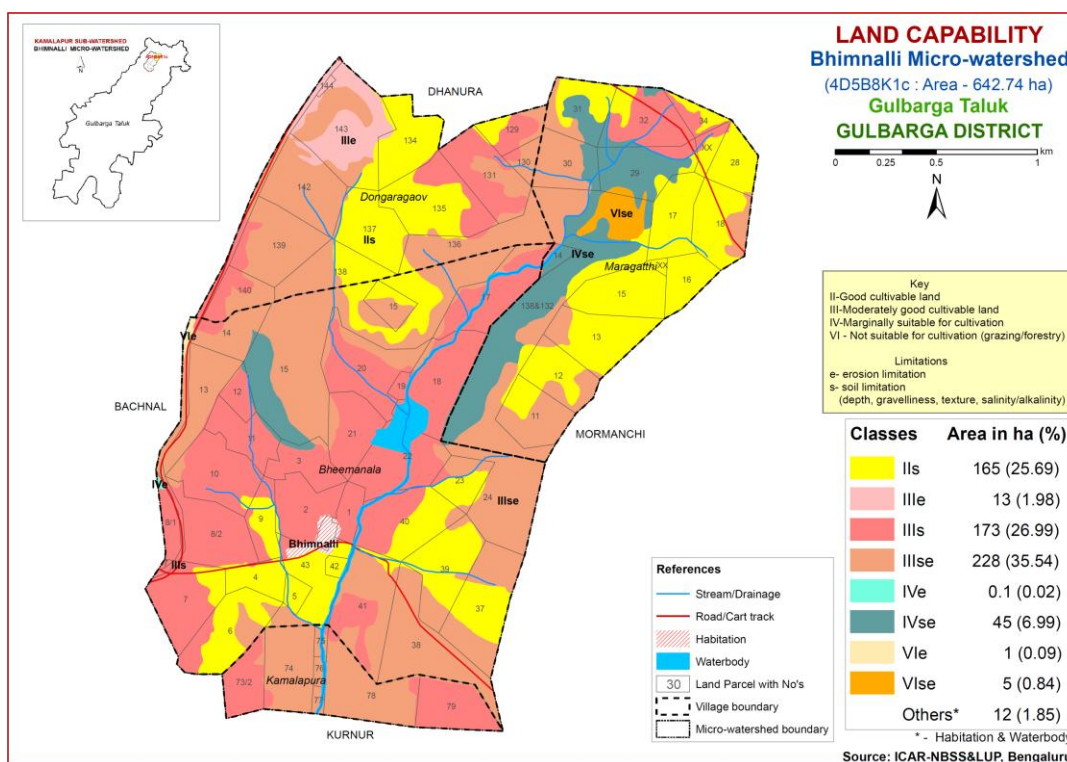 KAMALAPUR SUB-WATERSHED
BHIMNALLI MICRO-WATERSHED
N
Gulbarga Taluk
LAND CAPABILITY
Bhimnalli Micro-watershed
(4D5B8K1c : Area - 642.74 ha)
Gulbarga Taluk
GULBARGA DISTRICT
km
0 0.25 0.5 1
N
DHANURA
144
143
IIIe
134
129
130
131
142
Dongaragaov
135
137
IIs
136
139
138
140
15
31
32
34
XX
28
30
29
VIse
17
18
IVse
14
Maragatthi
XX
16
15
13
12
11
17
VIe
14
13
15
12
11
20
19
18
21
22
BACHNAL
MORMANCHI
IVe
10
3
Bheemanala
2
1
9
8/1
8/2
23
24
IIIse
40
Bhimnalli
IIIs
43
42
39
4
5
7
6
41
37
38
75
74
76
Kamalapura
77
78
73/2
79
KURNUR
Key
II-Good cultivable land
III-Moderately good cultivable land
IV-Marginally suitable for cultivation
VI - Not suitable for cultivation (grazing/forestry)
Limitations
e- erosion limitation
s- soil limitation
(depth, gravelliness, texture, salinity/alkalinity)
Classes Area in ha (%)
IIs 165 (25.69)
IIIe 13 (1.98)
IIIs 173 (26.99)
IIIse 228 (35.54)
IVe 0.1 (0.02)
IVse 45 (6.99)
VIe 1 (0.09)
VIse 5 (0.84)
Others* 12 (1.85)
* - Habitation & Waterbody
References
Stream/Drainage
Road/Cart track
Habitation
Waterbody
30 Land Parcel with No's
Village boundary
Micro-watershed boundary
Source: ICAR-NBSS&LUP, Bengaluru